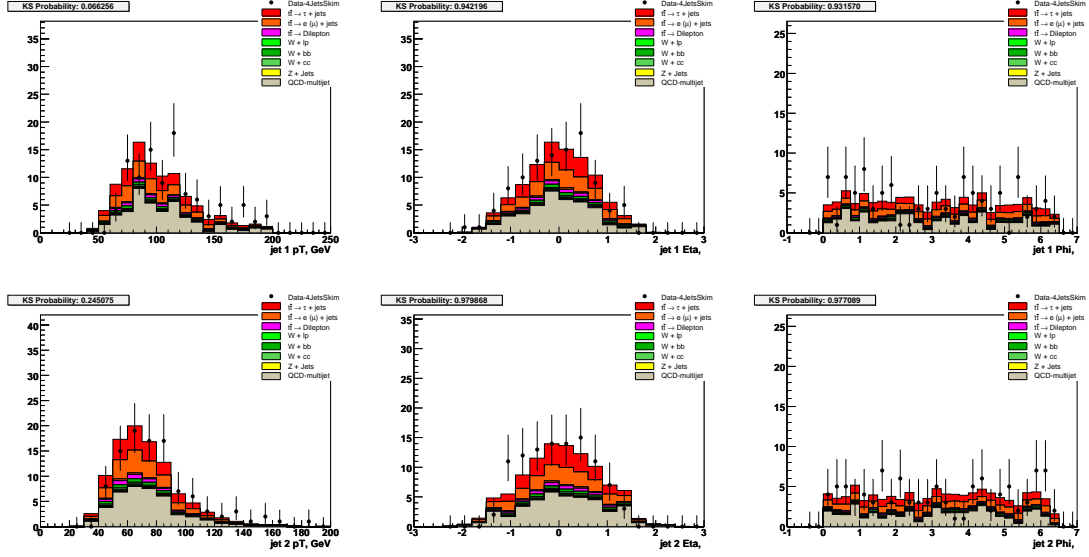 KS Probability: 0.066256
Data-4JetsSkim
tt̄ → τ + jets
tt̄ → e (μ) + jets
tt̄ → Dilepton
W + lp
W + bb
W + cc
Z + Jets
QCD-multijet
35
30
25
20
15
10
5
0
0 50 100 150 200 250
jet 1 pT, GeV
KS Probability: 0.942196
Data-4JetsSkim
tt̄ → τ + jets
tt̄ → e (μ) + jets
tt̄ → Dilepton
W + lp
W + bb
W + cc
Z + Jets
QCD-multijet
35
30
25
20
15
10
5
0
-3 -2 -1 0 1 2 3
jet 1 Eta,
KS Probability: 0.931570
Data-4JetsSkim
tt̄ → τ + jets
tt̄ → e (μ) + jets
tt̄ → Dilepton
W + lp
W + bb
W + cc
Z + Jets
QCD-multijet
25
20
15
10
5
0
-1 0 1 2 3 4 5 6 7
jet 1 Phi,
KS Probability: 0.245075
Data-4JetsSkim
tt̄ → τ + jets
tt̄ → e (μ) + jets
tt̄ → Dilepton
W + lp
W + bb
W + cc
Z + Jets
QCD-multijet
40
35
30
25
20
15
10
5
0
0 20 40 60 80 100 120 140 160 180 200
jet 2 pT, GeV
KS Probability: 0.979868
Data-4JetsSkim
tt̄ → τ + jets
tt̄ → e (μ) + jets
tt̄ → Dilepton
W + lp
W + bb
W + cc
Z + Jets
QCD-multijet
35
30
25
20
15
10
5
0
-3 -2 -1 0 1 2 3
jet 2 Eta,
KS Probability: 0.977089
Data-4JetsSkim
tt̄ → τ + jets
tt̄ → e (μ) + jets
tt̄ → Dilepton
W + lp
W + bb
W + cc
Z + Jets
QCD-multijet
25
20
15
10
5
0
-1 0 1 2 3 4 5 6 7
jet 2 Phi,